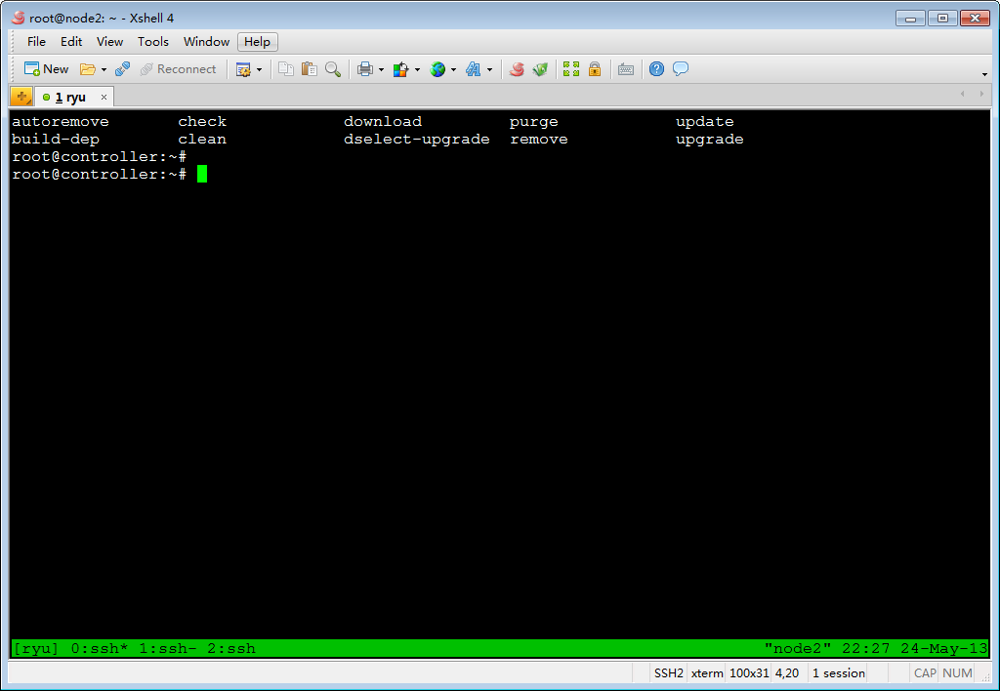 root@node2: ~ - Xshell 4
File Edit View Tools Window Help
New Reconnect
1 ryu
autoremove check download purge update
build-dep clean dselect-upgrade remove upgrade
root@controller:~#
root@controller:~#
[ryu] 0:ssh* 1:ssh- 2:ssh "node2" 22:27 24-May-13
SSH2 xterm 100x31 4,20 1 session CAP NUM